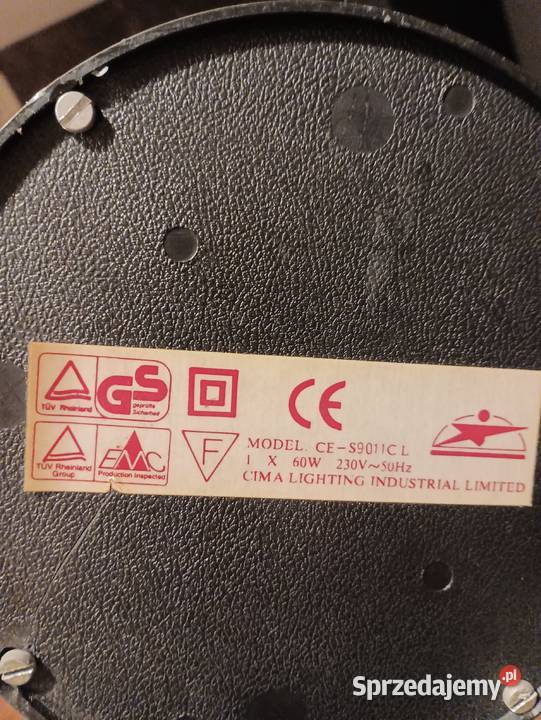 TÜV Rheinland
GS
geprüfte
Sicherheit
CE
TÜV Rheinland
Group
EMC
Production inspected
F
MODEL. CE-S9011CL
1 X 60W 230V~50Hz
CIMA LIGHTING INDUSTRIAL LIMITED
Sprzedajemy.pl